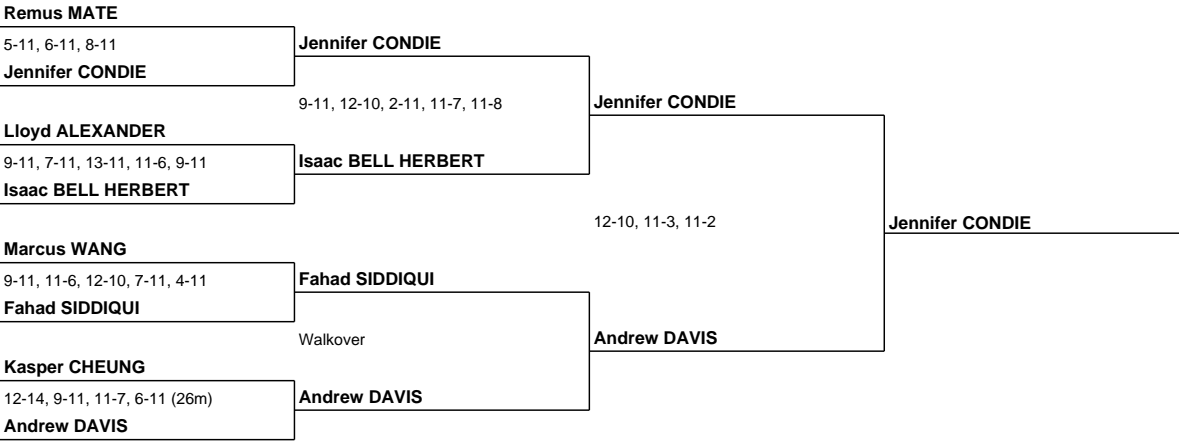 Remus MATE
5-11, 6-11, 8-11
Jennifer CONDIE
Lloyd ALEXANDER
9-11, 7-11, 13-11, 11-6, 9-11
Isaac BELL HERBERT
Marcus WANG
9-11, 11-6, 12-10, 7-11, 4-11
Fahad SIDDIQUI
Kasper CHEUNG
12-14, 9-11, 11-7, 6-11 (26m)
Andrew DAVIS
Jennifer CONDIE
9-11, 12-10, 2-11, 11-7, 11-8
Isaac BELL HERBERT
Fahad SIDDIQUI
Walkover
Andrew DAVIS
Jennifer CONDIE
12-10, 11-3, 11-2
Andrew DAVIS
Jennifer CONDIE